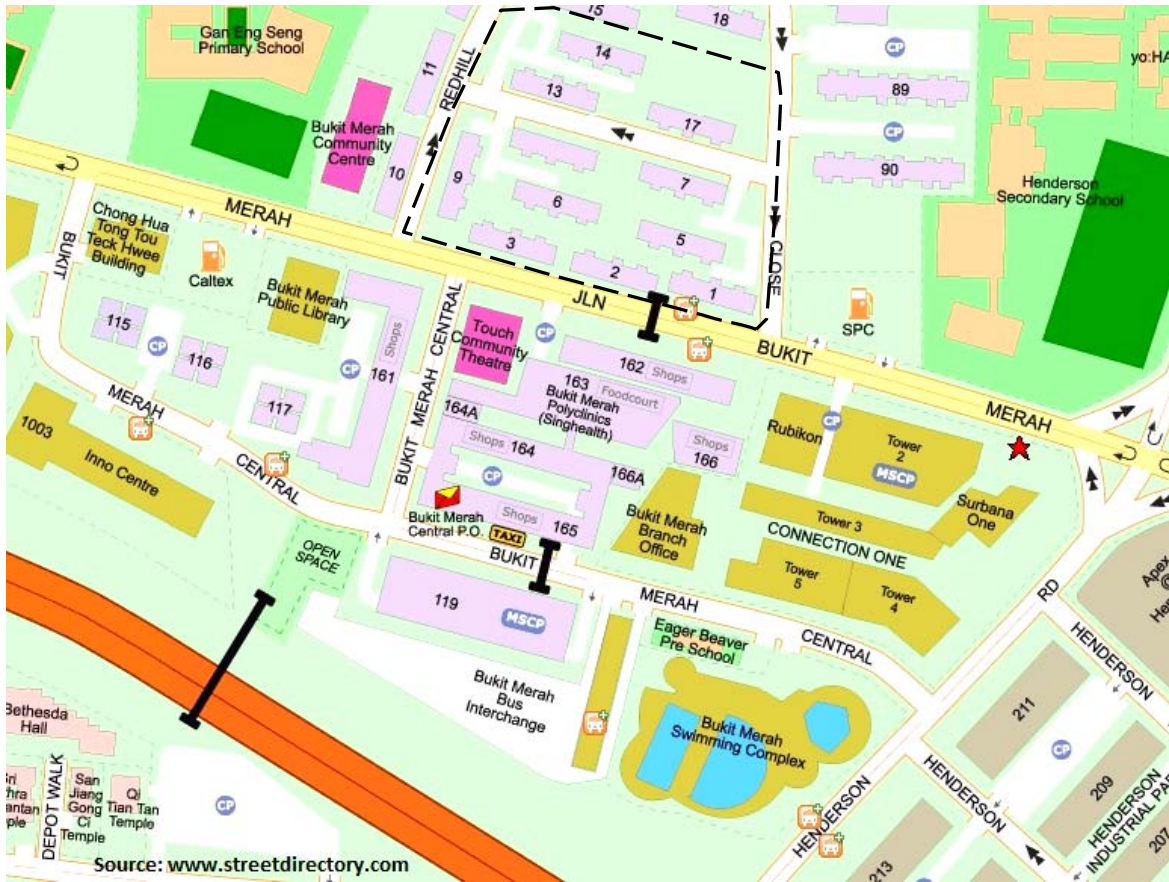 Gan Eng Seng
Primary School
11
REDHILL
15
18
14
13
17
CP
89
CP
90
yo:HA
Henderson
Secondary School
Bukit Merah
Community
Centre
10
9
7
6
5
3
2
1
CLOSE
MERAH
JLN
BUKIT
MERAH
BUKIT
Chong Hua
Tong Tou
Teck Hwee
Building
Caltex
Bukit Merah
Public Library
SPC
115
CP
116
117
CP
Shops
161
BUKIT MERAH CENTRAL
Touch
Community
Theatre
CP
162
Shops
163
Foodcourt
Bukit Merah
Polyclinics
(Singhealth)
164A
Shops
164
CP
166A
Shops
166
Shops
165
Bukit Merah
Central P.O.
TAXI
Rubikon
CP
Tower
2
MSCP
Surbana
One
Tower 3
CONNECTION ONE
Tower
5
Tower
4
Bukit Merah
Branch
Office
MERAH
CENTRAL
BUKIT
MERAH
CENTRAL
1003
Inno Centre
OPEN
SPACE
119
MSCP
Eager Beaver
Pre School
Bukit Merah
Bus
Interchange
Bukit Merah
Swimming Complex
RD
HENDERSON
HENDERSON
HENDERSON
HENDERSON
INDUSTRIAL PA
Apex
@
He
211
CP
209
207
213
Bethesda
Hall
DEPOT WALK
San
Jiang
Gong
Ci
Temple
Qi
Tian Tan
Temple
CP
Source: www.streetdirectory.com